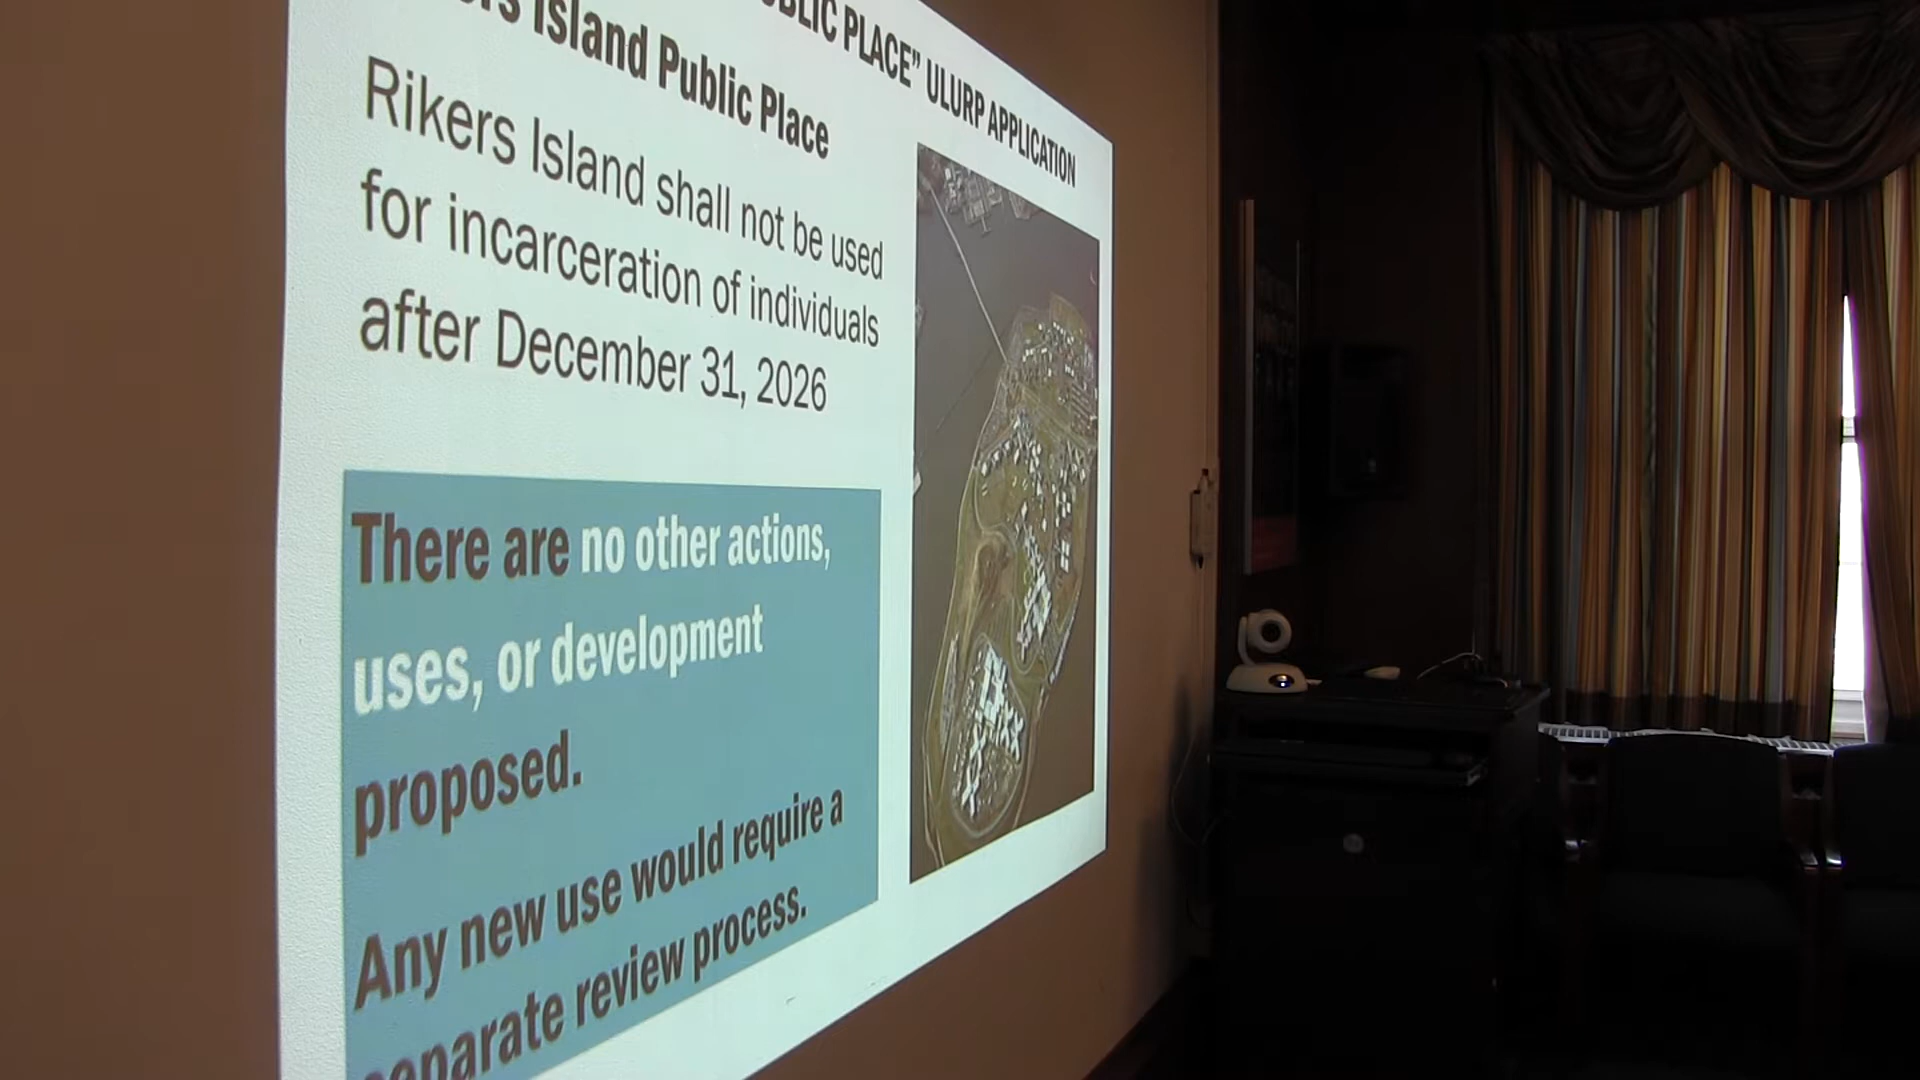 PUBLIC PLACE” ULURP APPLICATION
Island Public Place
Rikers Island shall not be used
for incarceration of individuals
after December 31, 2026
There are no other actions,
uses, or development
proposed.
Any new use would require a
separate review process.